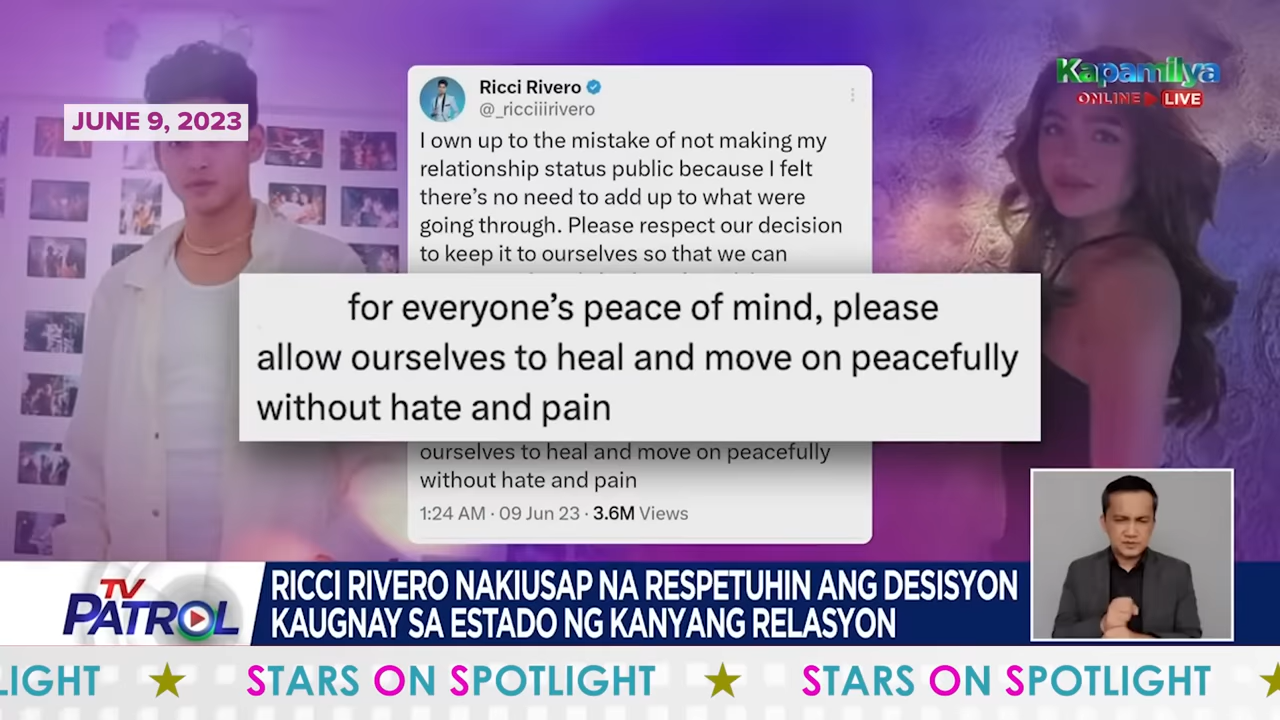 JUNE 9, 2023
Kapamilya
ONLINE LIVE
Ricci Rivero
@_ricciiirivero
I own up to the mistake of not making my
relationship status public because I felt
there's no need to add up to what were
going through. Please respect our decision
to keep it to ourselves so that we can
for everyone's peace of mind, please
allow ourselves to heal and move on peacefully
without hate and pain
ourselves to heal and move on peacefully
without hate and pain
1:24 AM · 09 Jun 23 · 3.6M Views
TV
PATROL
RICCI RIVERO NAKIUSAP NA RESPETUHIN ANG DESISYON
KAUGNAY SA ESTADO NG KANYANG RELASYON
LIGHT ★ STARS ON SPOTLIGHT ★ STARS ON SPOTLIGHT